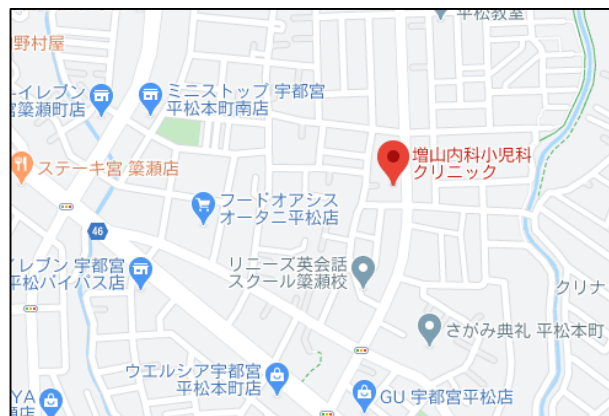 平松教室
野村屋
イレブン
宮簗瀬町店
ミニストップ 宇都宮
平松本町南店
増山内科小児科
クリニック
ステーキ宮 簗瀬店
フードオアシス
オータニ平松店
46
イレブン 宇都宮
平松バイパス店
リニーズ英会話
スクール簗瀬校
クリナ
さがみ典礼 平松本町
ウエルシア宇都宮
平松本町店
YA
頼店
GU 宇都宮平松店